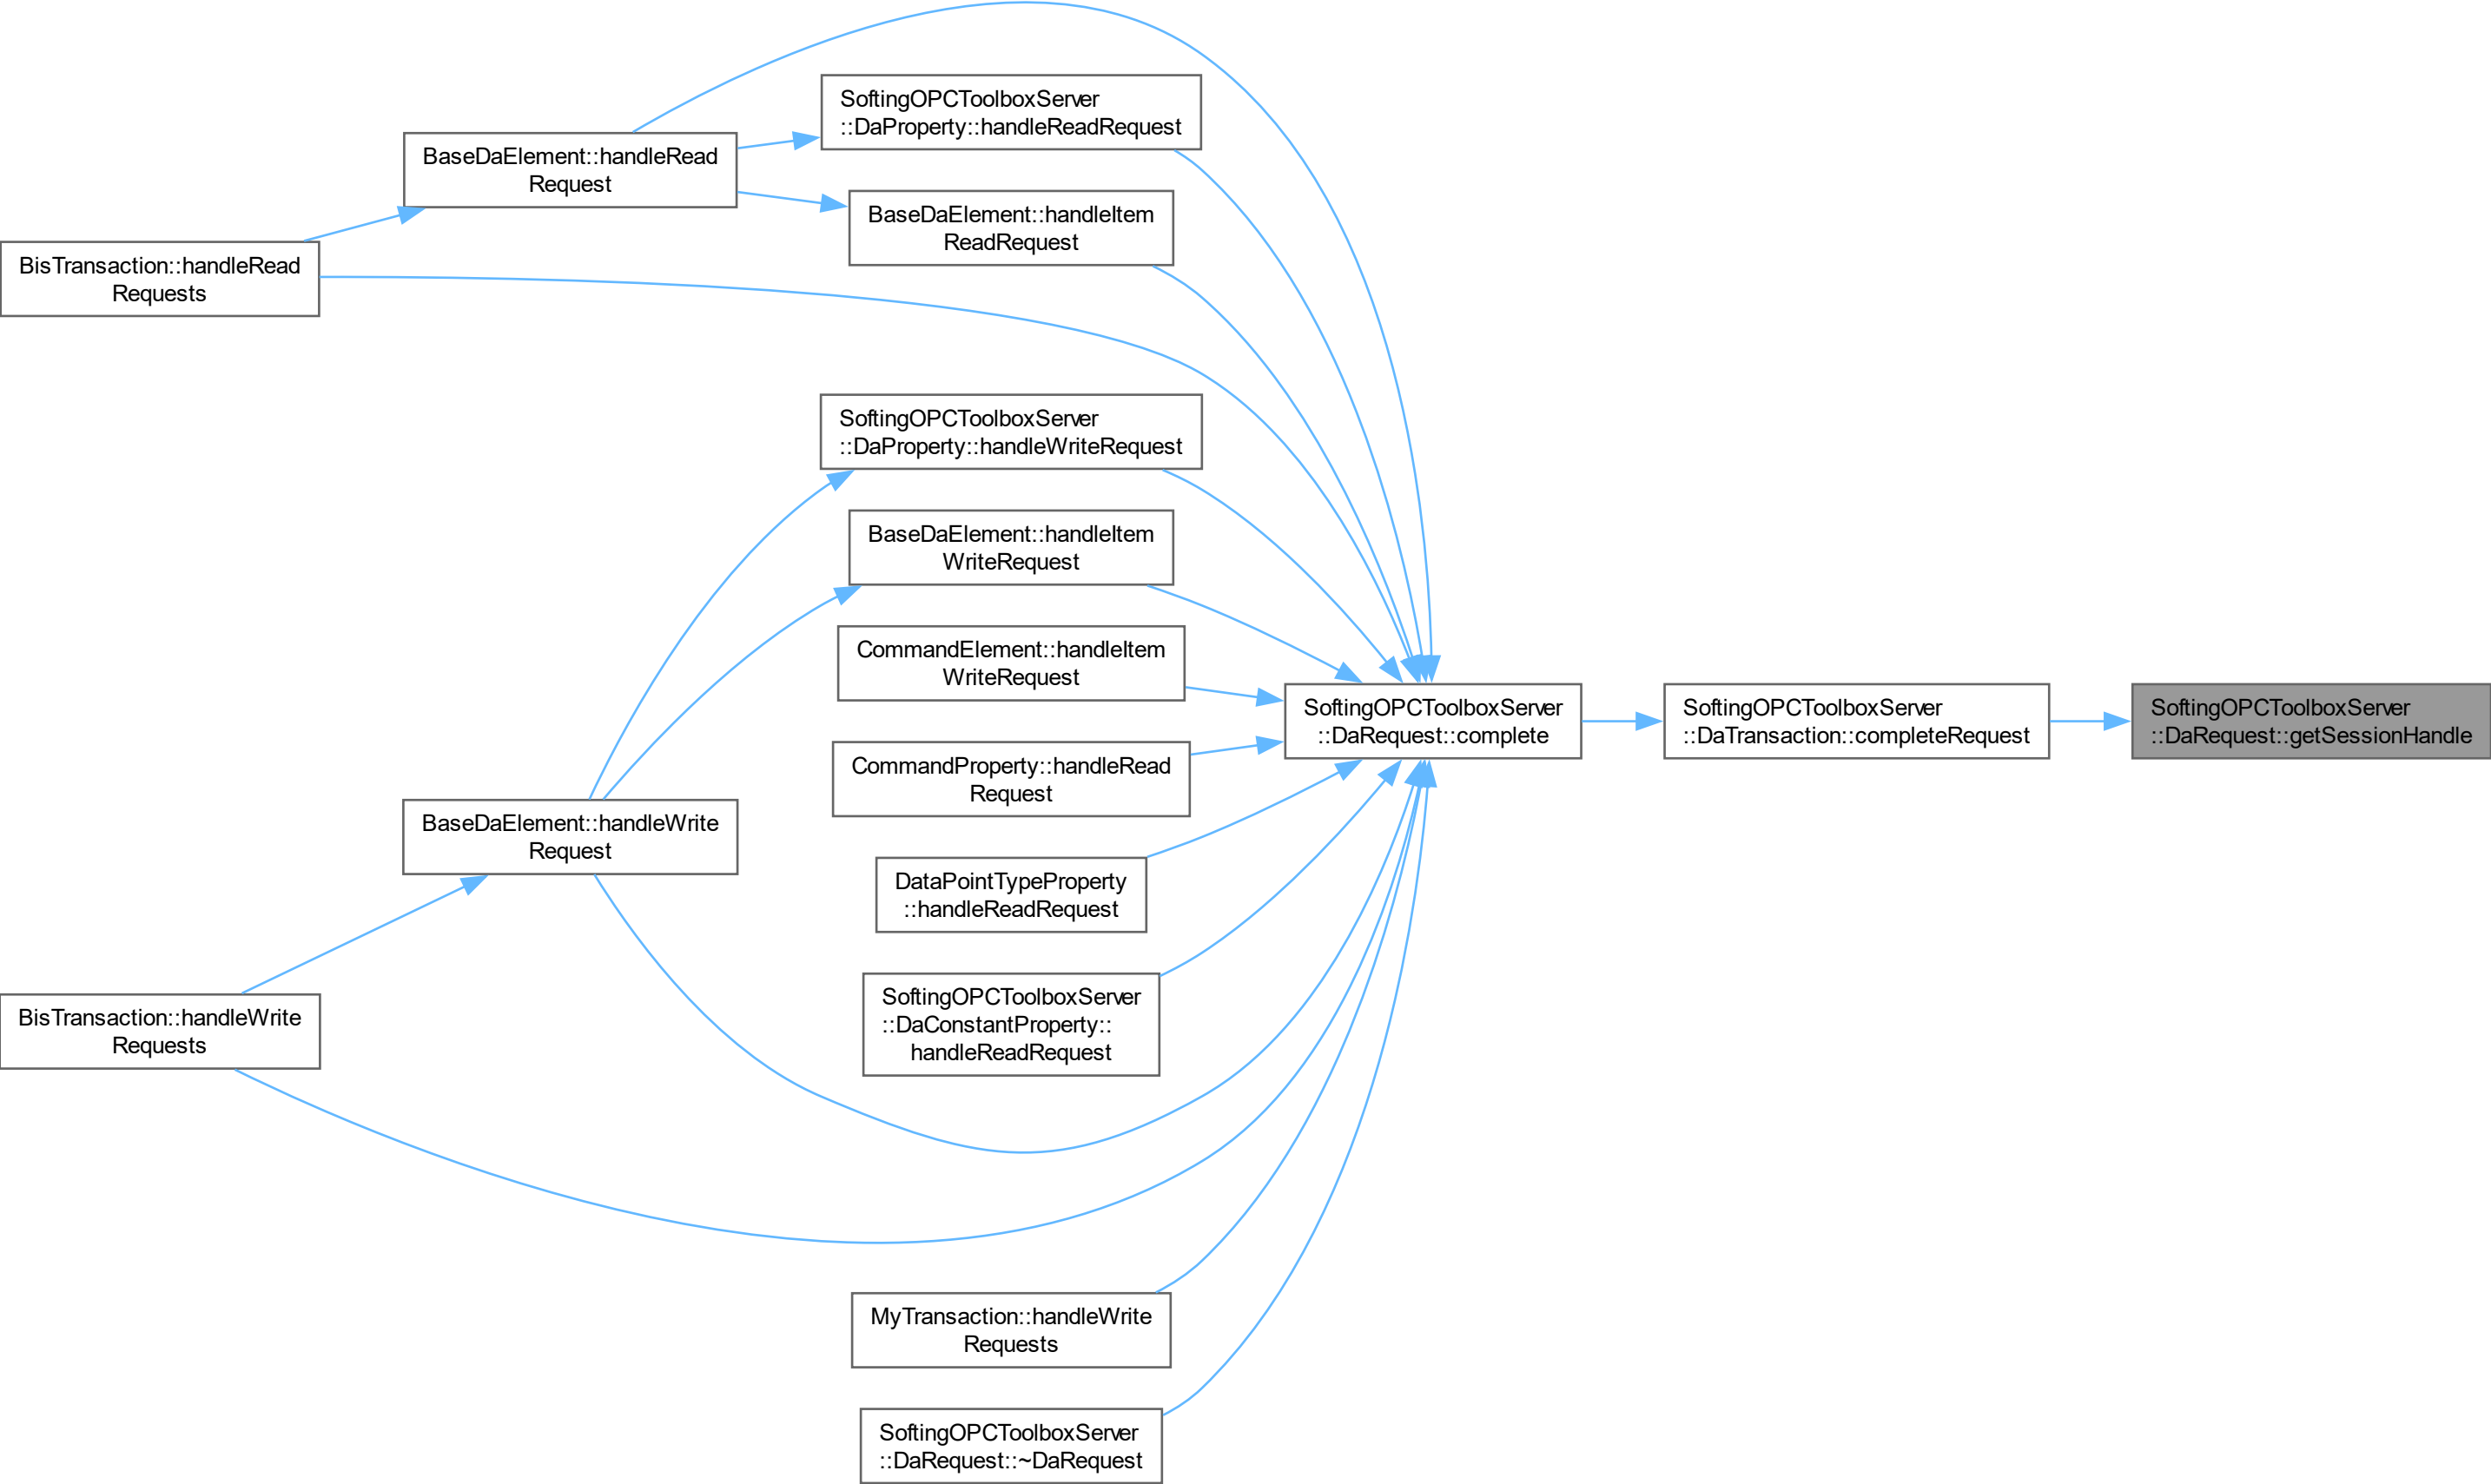 SoftingOPCToolboxServer
::DaProperty::handleReadRequest
BaseDaElement::handleRead
Request
BaseDaElement::handleItem
ReadRequest
BisTransaction::handleRead
Requests
SoftingOPCToolboxServer
::DaProperty::handleWriteRequest
BaseDaElement::handleItem
WriteRequest
CommandElement::handleItem
WriteRequest
SoftingOPCToolboxServer
::DaRequest::complete
SoftingOPCToolboxServer
::DaTransaction::completeRequest
SoftingOPCToolboxServer
::DaRequest::getSessionHandle
CommandProperty::handleRead
Request
BaseDaElement::handleWrite
Request
DataPointTypeProperty
::handleReadRequest
SoftingOPCToolboxServer
::DaConstantProperty::
handleReadRequest
BisTransaction::handleWrite
Requests
MyTransaction::handleWrite
Requests
SoftingOPCToolboxServer
::DaRequest::~DaRequest